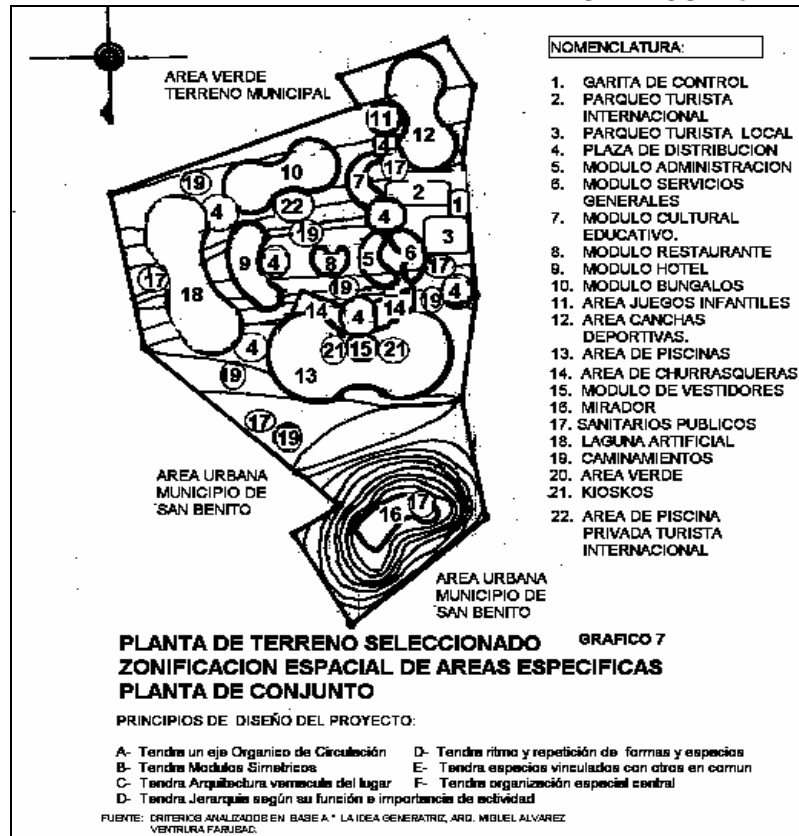 AREA VERDE
TERRENO MUNICIPAL
NOMENCLATURA:
1. GARITA DE CONTROL
2. PARQUEO TURISTA
INTERNACIONAL
3. PARQUEO TURISTA LOCAL
4. PLAZA DE DISTRIBUCION
5. MODULO ADMINISTRACION
6. MODULO SERVICIOS
GENERALES
7. MODULO CULTURAL
EDUCATIVO.
8. MODULO RESTAURANTE
9. MODULO HOTEL
10. MODULO BUNGALOS
11. AREA JUEGOS INFANTILES
12. AREA CANCHAS
DEPORTIVAS.
13. AREA DE PISCINAS
14. AREA DE CHURRASQUERAS
15. MODULO DE VESTIDORES
16. MIRADOR
17. SANITARIOS PUBLICOS
18. LAGUNA ARTIFICIAL
19. CAMINAMIENTOS
20. AREA VERDE
21. KIOSKOS
22. AREA DE PISCINA
PRIVADA TURISTA
INTERNACIONAL
11
4
12
10
17
19
7
2
22
4
4
1
19
3
9
4
8
5
6
17
17
18
19
4
19
14
4
14
4
21
15
21
13
19
17
19
17
16
AREA URBANA
MUNICIPIO DE
SAN BENITO
AREA URBANA
MUNICIPIO DE
SAN BENITO
PLANTA DE TERRENO SELECCIONADO GRAFICO 7
ZONIFICACION ESPACIAL DE AREAS ESPECIFICAS
PLANTA DE CONJUNTO
PRINCIPIOS DE DISEÑO DEL PROYECTO:
A- Tendra un eje Organico de Circulación
B- Tendra Modulos Simetricos
C- Tendra Arquitectura vernacula del lugar
D- Tendra Jerarquia según su función e importancia de actividad
D- Tendra ritmo y repetición de formas y espacios
E- Tendra espacios vinculados con otros en comun
F- Tendra organización especial central
FUENTE: CRITERIOS ANALIZADOS EN BASE A " LA IDEA GENERATRIZ, ARQ. MIGUEL ALVAREZ
VENTRURA FARUBAD.